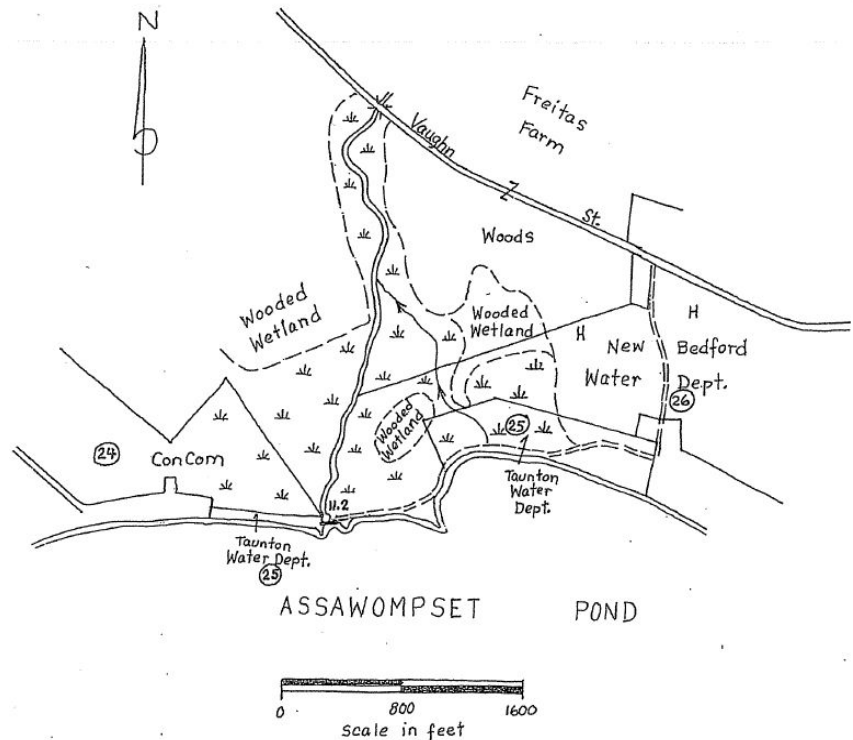 N
Freitas
Farm
Vaughn
St.
Woods
Wooded
Wetland
Wooded
Wetland
H
H
New Bedford
Water Dept.
26
Wooded
Wetland
25
24
ConCom
11.2
Taunton
Water
Dept.
Taunton
Water Dept.
25
ASSAWOMPSET POND
0 800 1600
scale in feet